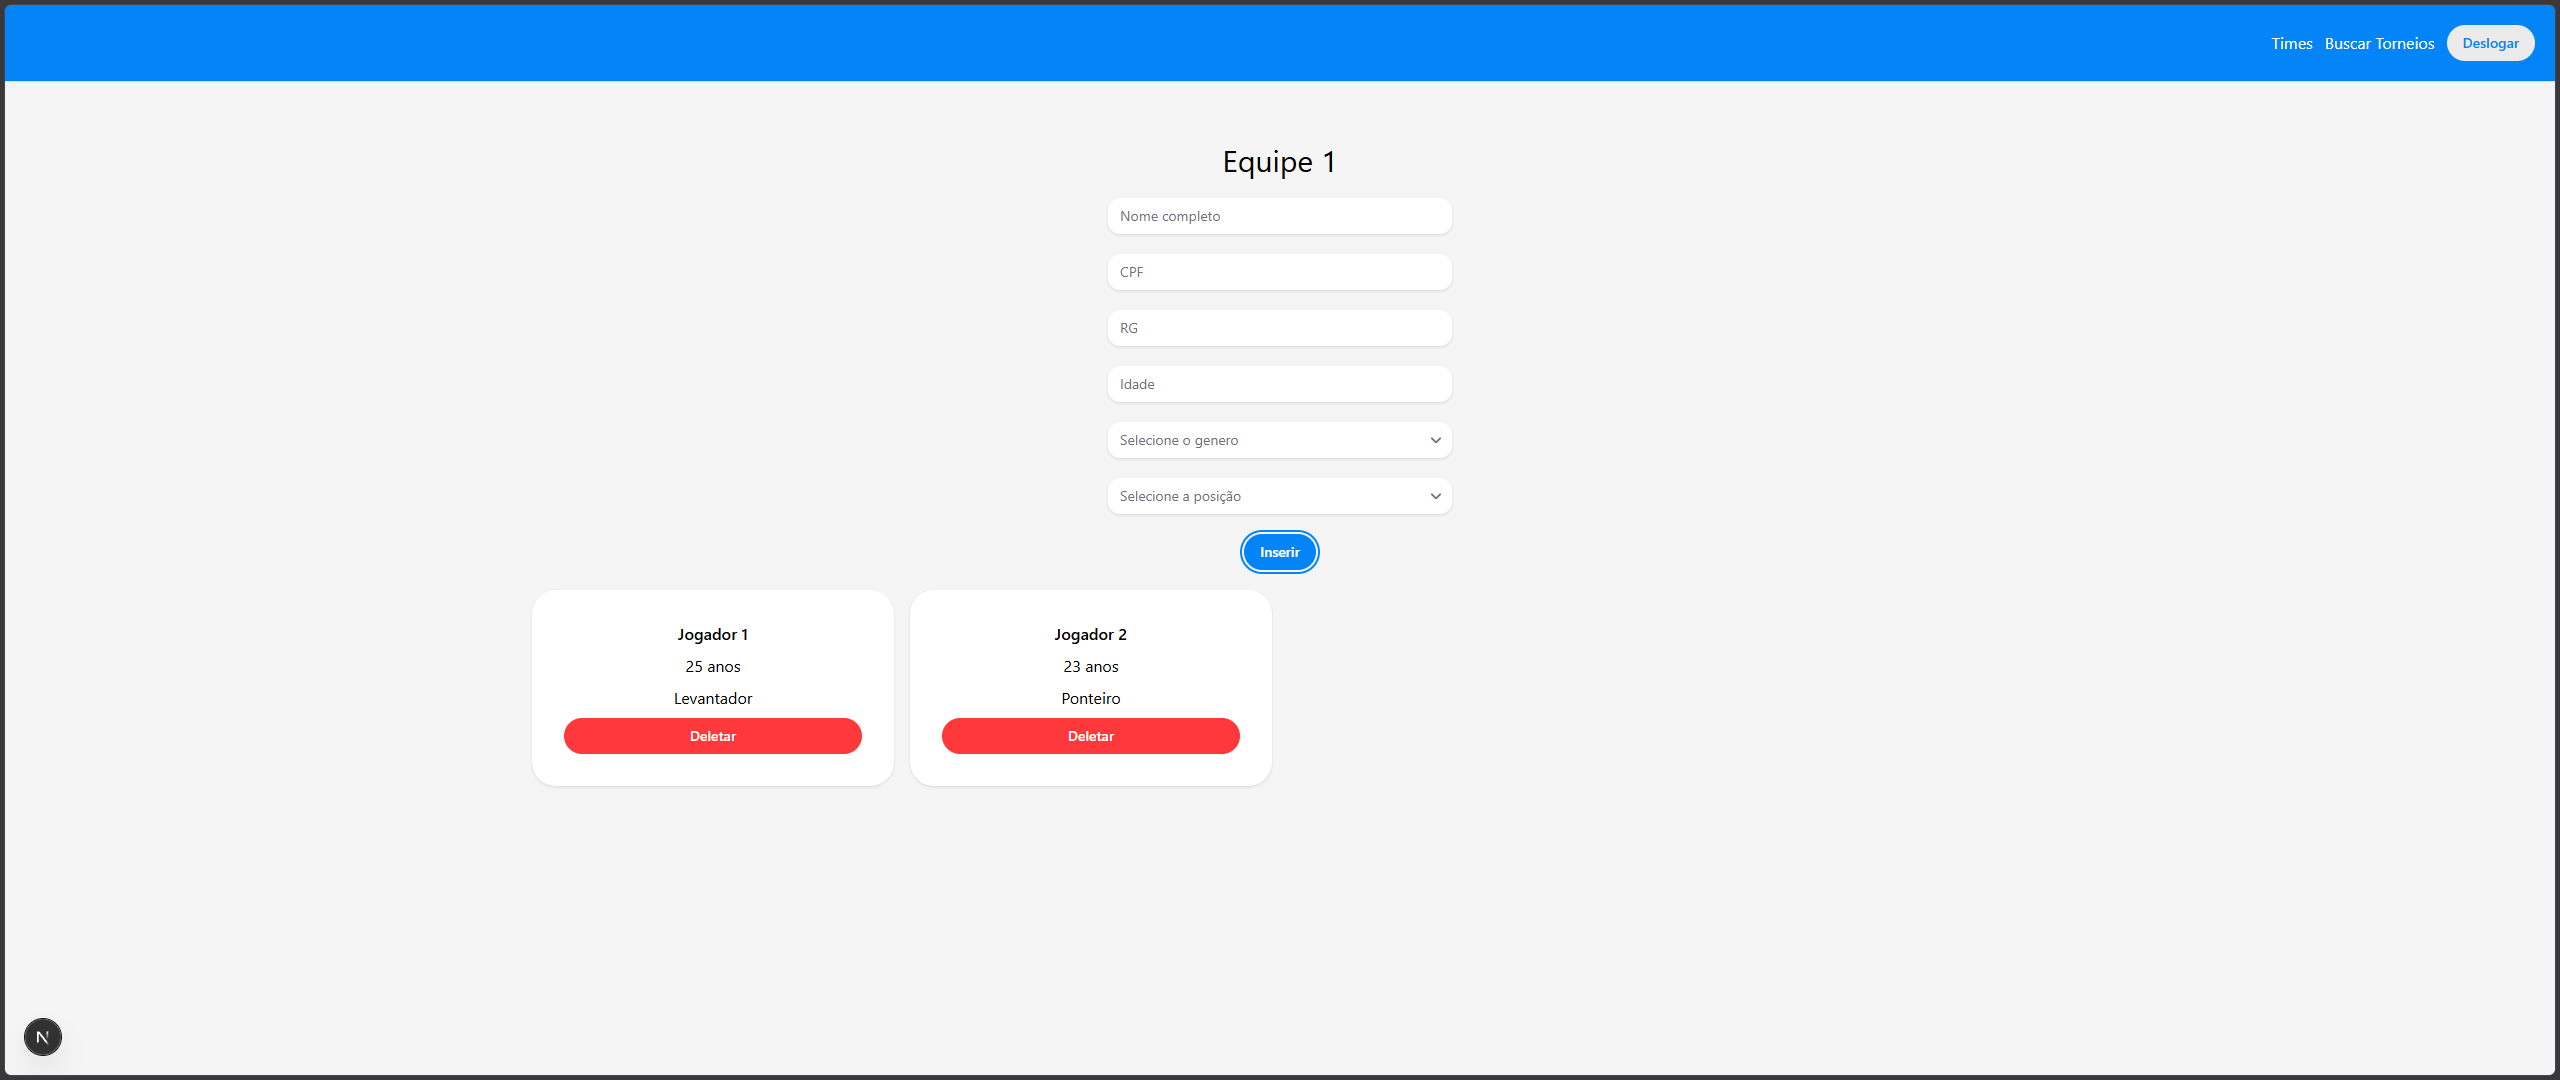 Times Buscar Torneios Deslogar
Equipe 1
Nome completo
CPF
RG
Idade
Selecione o genero
Selecione a posição
Inserir
Jogador 1
25 anos
Levantador
Deletar
Jogador 2
23 anos
Ponteiro
Deletar
N